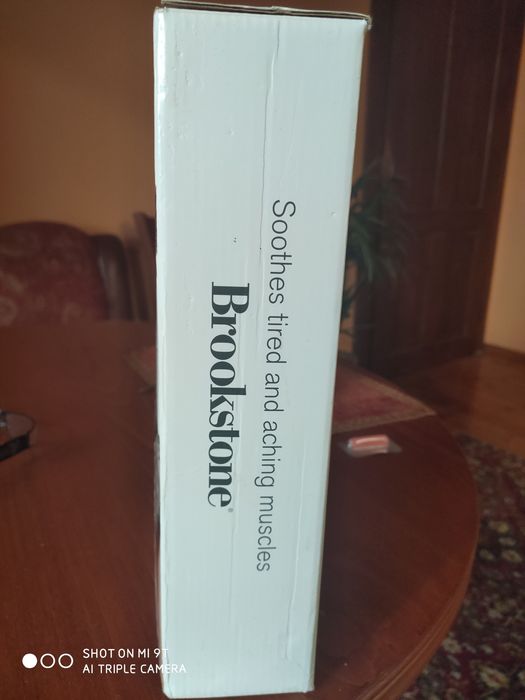 Soothes tired and aching muscles
Brookstone®
SHOT ON MI 9T
AI TRIPLE CAMERA